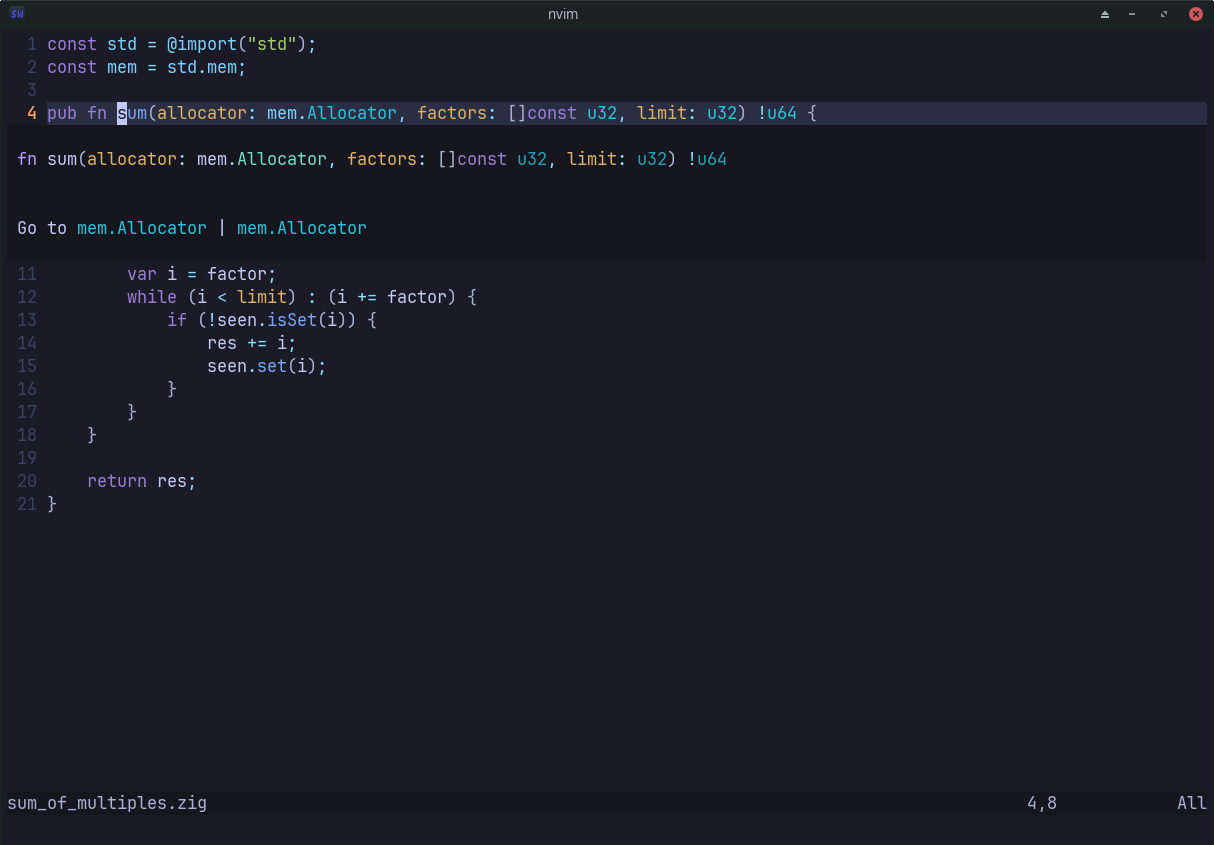 $W nvim
1 const std = @import("std");
2 const mem = std.mem;
3
4 pub fn sum(allocator: mem.Allocator, factors: []const u32, limit: u32) !u64 {
fn sum(allocator: mem.Allocator, factors: []const u32, limit: u32) !u64
Go to mem.Allocator | mem.Allocator
11         var i = factor;
12         while (i < limit) : (i += factor) {
13             if (!seen.isSet(i)) {
14                 res += i;
15                 seen.set(i);
16             }
17         }
18     }
19
20     return res;
21 }
sum_of_multiples.zig 4,8 All